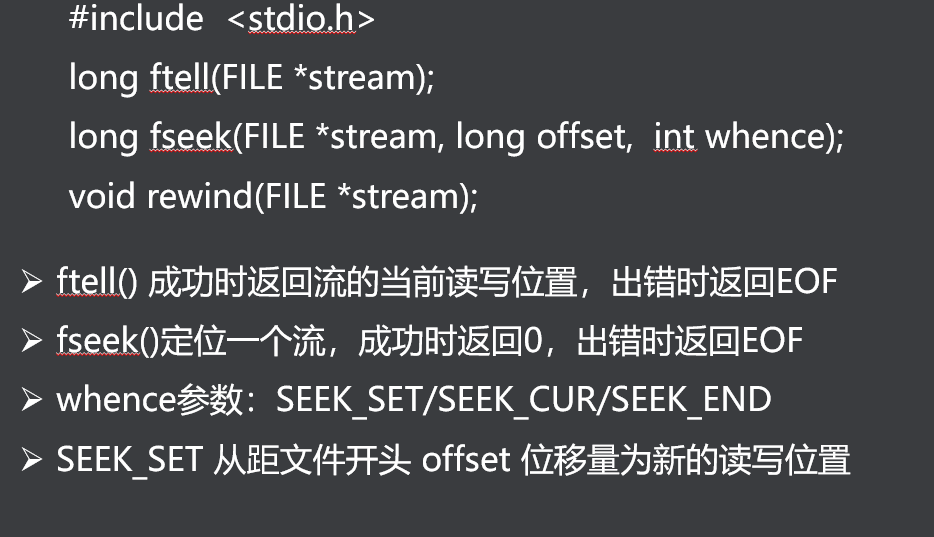 #include <stdio.h>
long ftell(FILE *stream);
long fseek(FILE *stream, long offset, int whence);
void rewind(FILE *stream);
➢ ftell() 成功时返回流的当前读写位置，出错时返回EOF
➢ fseek()定位一个流，成功时返回0，出错时返回EOF
➢ whence参数：SEEK_SET/SEEK_CUR/SEEK_END
➢ SEEK_SET 从距文件开头 offset 位移量为新的读写位置